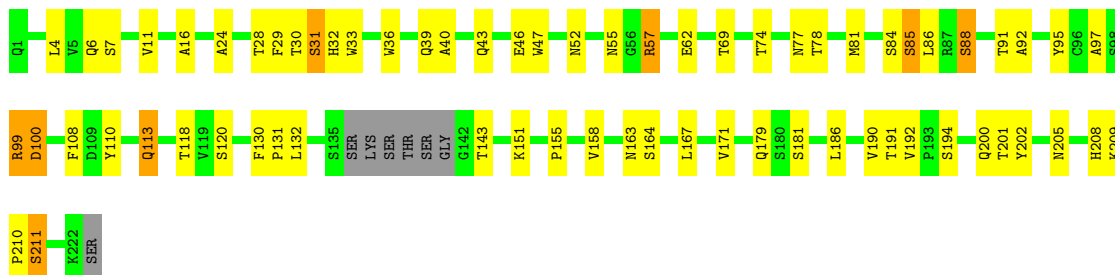 Q1 L4 V5 Q6 S7 V11 A16 A24 T28 F29 T30 S31 H32 W33 W36 Q39 A40 Q43 E46 W47 N52 N55 G56 R57 E62 T69 T74 N77 T78 M81 S84 S85 L86 R87 S88 T91 A92 Y95 C96 A97 S98
R99 D100 F108 D109 Y110 Q113 T118 V119 S120 F130 P131 L132 S135 SER LYS SER THR SER GLY G142 T143 K151 P155 V158 N163 S164 L167 V171 Q179 S180 S181 L186 V190 T191 V192 P193 S194 Q200 T201 Y202 N205 H208 K209
P210 S211 K222 SER